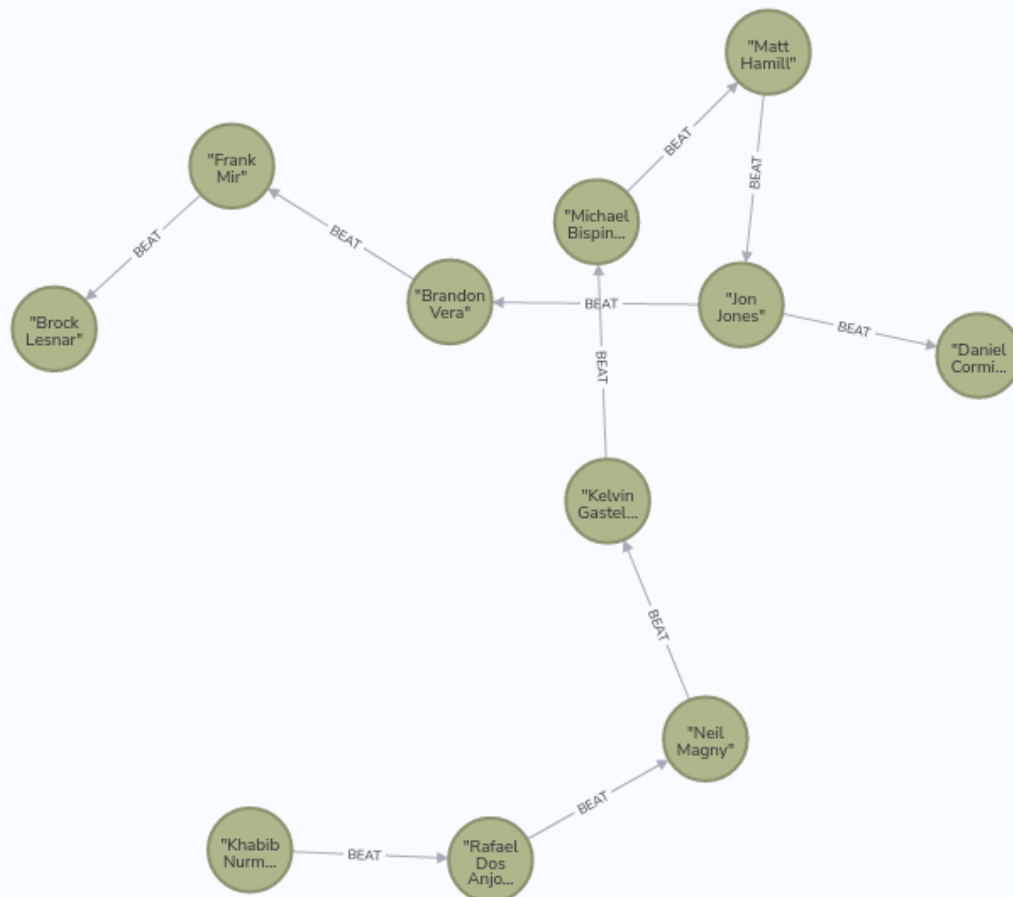 "Matt
Hamill"
BEAT
"Frank
Mir"
BEAT
"Michael
Bispin...
BEAT
BEAT
BEAT
"Brock
Lesnar"
"Brandon
Vera"
BEAT
"Jon
Jones"
BEAT
"Daniel
Cormi...
BEAT
"Kelvin
Gastel...
BEAT
"Neil
Magny"
BEAT
"Khabib
Nurm...
BEAT
"Rafael
Dos
Anjo...